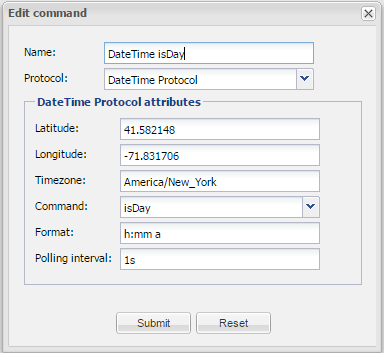 Edit command
Name: DateTime isDay
Protocol: DateTime Protocol
DateTime Protocol attributes
Latitude: 41.582148
Longitude: -71.831706
Timezone: America/New_York
Command: isDay
Format: h:mm a
Polling interval: 1s
Submit Reset